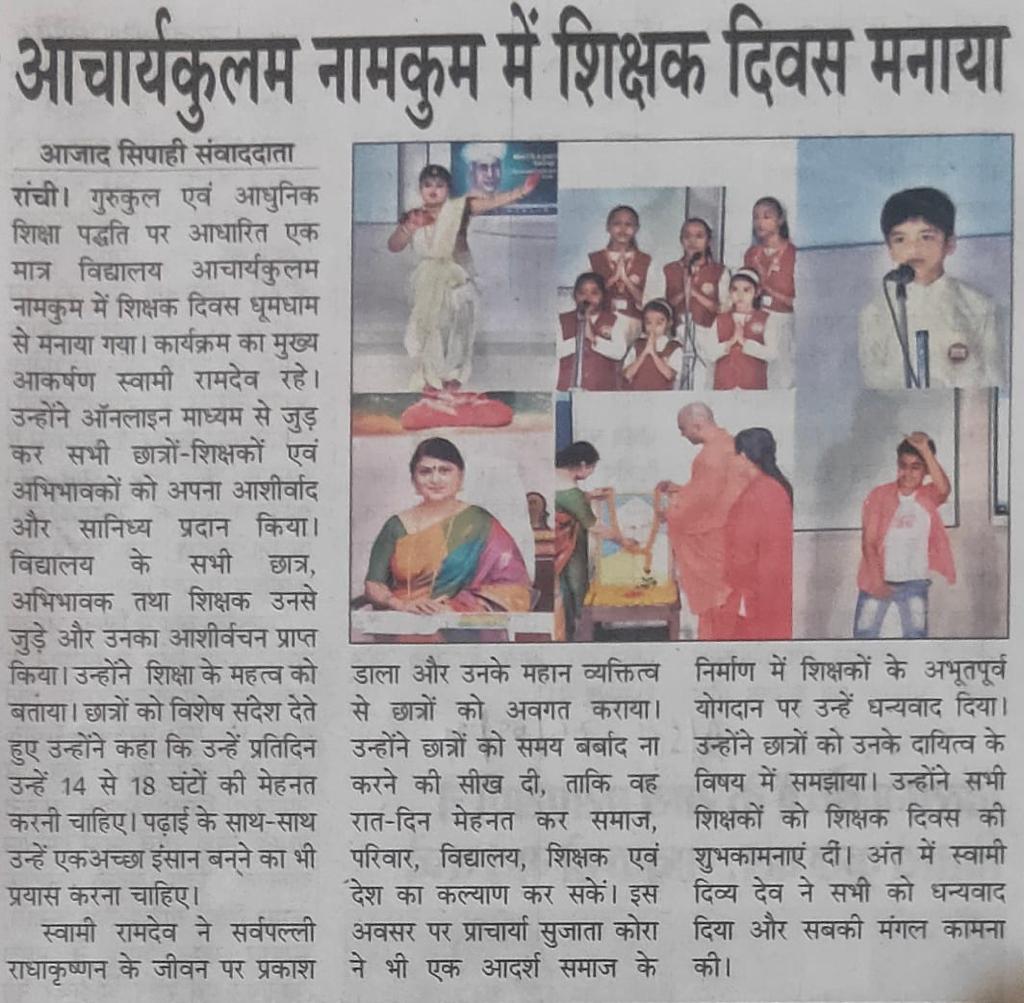 आचार्यकुलम नामकुम में शिक्षक दिवस मनाया
आजाद सिपाही संवाददाता
रांची। गुरुकुल एवं आधुनिक
शिक्षा पद्धति पर आधारित एक
मात्र विद्यालय आचार्यकुलम
नामकुम में शिक्षक दिवस धूमधाम
से मनाया गया। कार्यक्रम का मुख्य
आकर्षण स्वामी रामदेव रहे।
उन्होंने ऑनलाइन माध्यम से जुड़
कर सभी छात्रों-शिक्षकों एवं
अभिभावकों को अपना आशीर्वाद
और सानिध्य प्रदान किया।
विद्यालय के सभी छात्र,
अभिभावक तथा शिक्षक उनसे
जुड़े और उनका आशीर्वचन प्राप्त
किया। उन्होंने शिक्षा के महत्व को
बताया। छात्रों को विशेष संदेश देते
हुए उन्होंने कहा कि उन्हें प्रतिदिन
उन्हें 14 से 18 घंटों की मेहनत
करनी चाहिए। पढ़ाई के साथ-साथ
उन्हें एकअच्छा इंसान बनने का भी
प्रयास करना चाहिए।
स्वामी रामदेव ने सर्वपल्ली
राधाकृष्णन के जीवन पर प्रकाश
डाला और उनके महान व्यक्तित्व
से छात्रों को अवगत कराया।
उन्होंने छात्रों को समय बर्बाद ना
करने की सीख दी, ताकि वह
रात-दिन मेहनत कर समाज,
परिवार, विद्यालय, शिक्षक एवं
देश का कल्याण कर सकें। इस
अवसर पर प्राचार्या सुजाता कोरा
ने भी एक आदर्श समाज के
निर्माण में शिक्षकों के अभूतपूर्व
योगदान पर उन्हें धन्यवाद दिया।
उन्होंने छात्रों को उनके दायित्व के
विषय में समझाया। उन्होंने सभी
शिक्षकों को शिक्षक दिवस की
शुभकामनाएं दीं। अंत में स्वामी
दिव्य देव ने सभी को धन्यवाद
दिया और सबकी मंगल कामना
की।